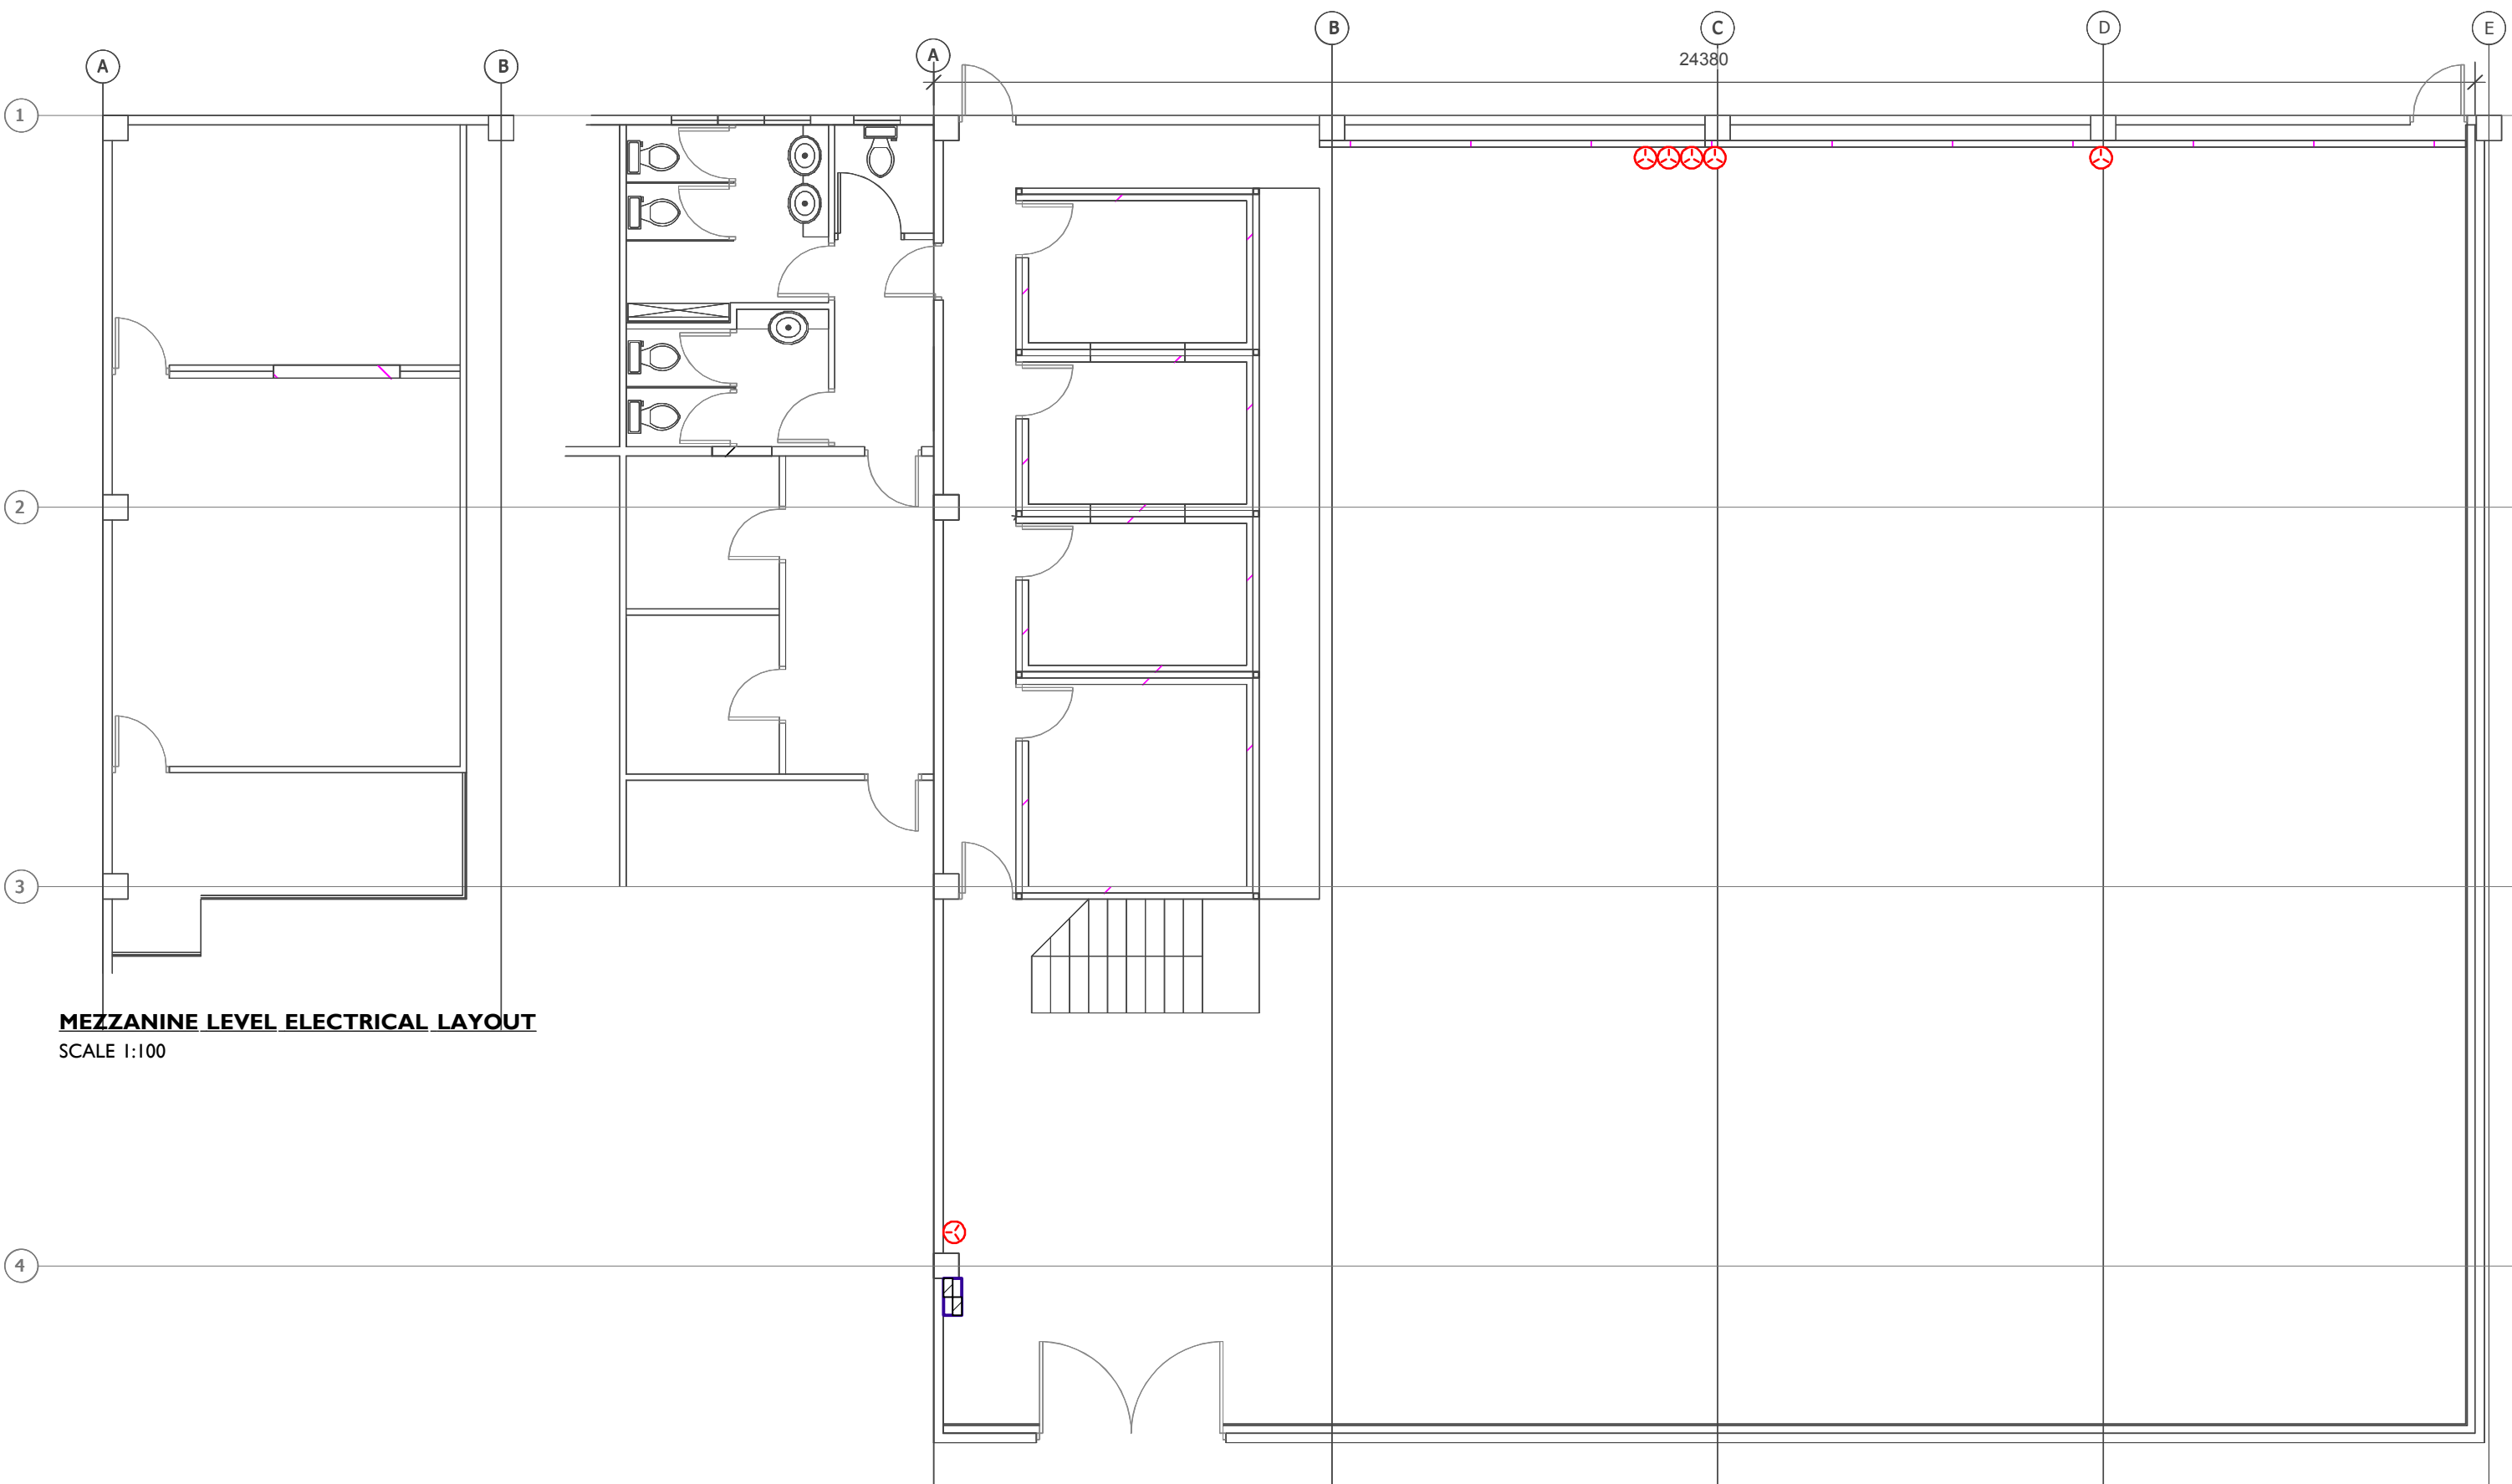 A B A B C D E
24380
1
2
3
MEZZANINE LEVEL ELECTRICAL LAYOUT
SCALE 1:100
4